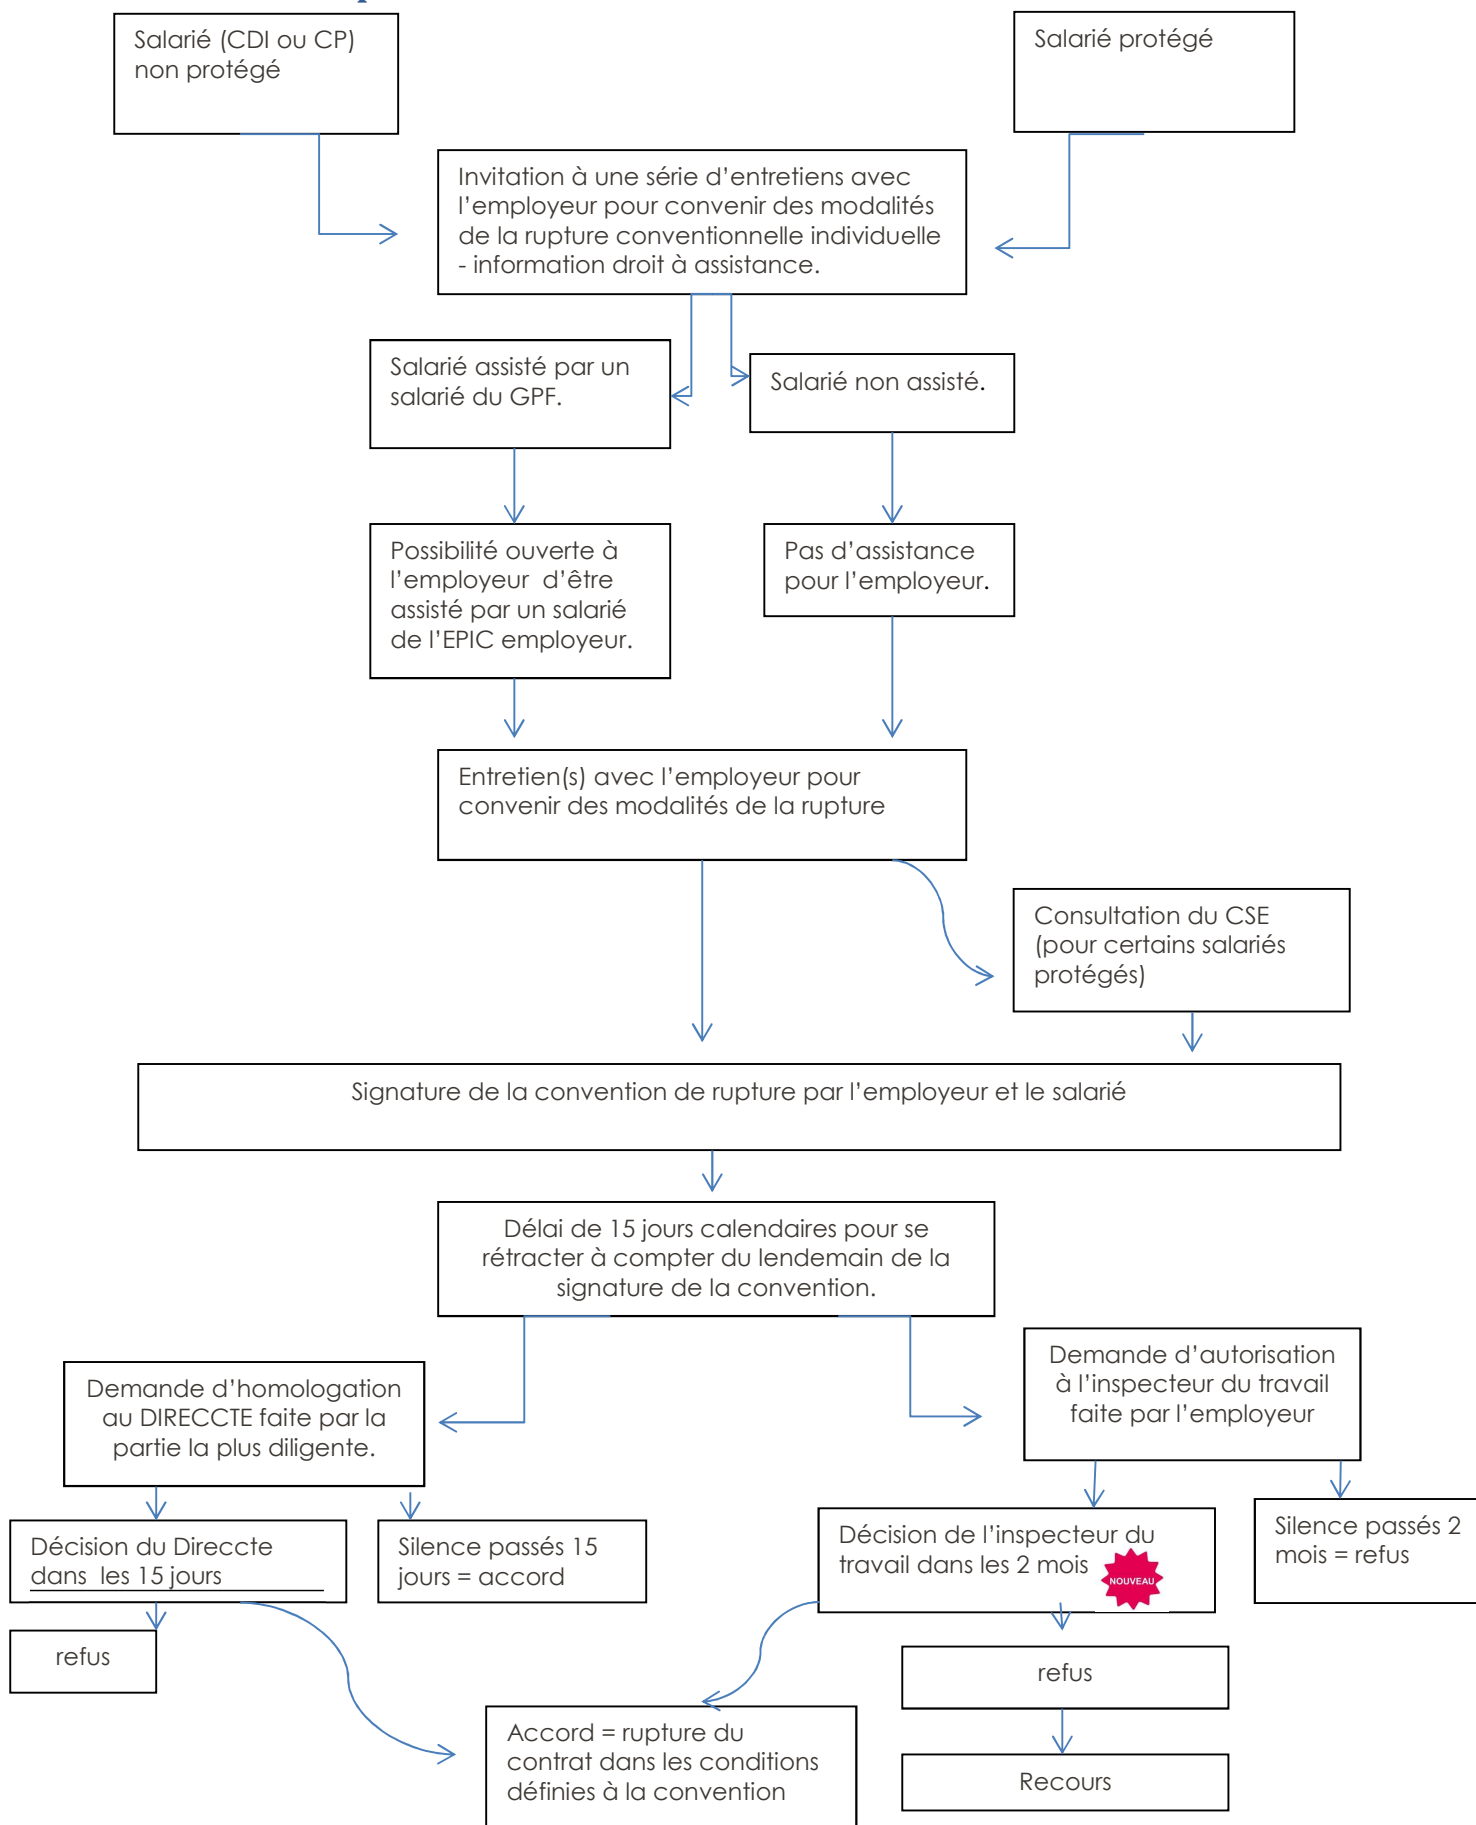 Salarié (CDI ou CP)
non protégé
Salarié protégé
Invitation à une série d’entretiens avec
l’employeur pour convenir des modalités
de la rupture conventionnelle individuelle
- information droit à assistance.
Salarié assisté par un
salarié du GPF.
Salarié non assisté.
Possibilité ouverte à
l’employeur d’être
assisté par un salarié
de l’EPIC employeur.
Pas d’assistance
pour l’employeur.
Entretien(s) avec l’employeur pour
convenir des modalités de la rupture
Consultation du CSE
(pour certains salariés
protégés)
Signature de la convention de rupture par l’employeur et le salarié
Délai de 15 jours calendaires pour se
rétracter à compter du lendemain de la
signature de la convention.
Demande d’homologation
au DIRECCTE faite par la
partie la plus diligente.
Demande d’autorisation
à l’inspecteur du travail
faite par l’employeur
Décision du Direccte
dans les 15 jours
Silence passés 15
jours = accord
Décision de l’inspecteur du
travail dans les 2 mois
NOUVEAU
Silence passés 2
mois = refus
refus
refus
Accord = rupture du
contrat dans les conditions
définies à la convention
Recours